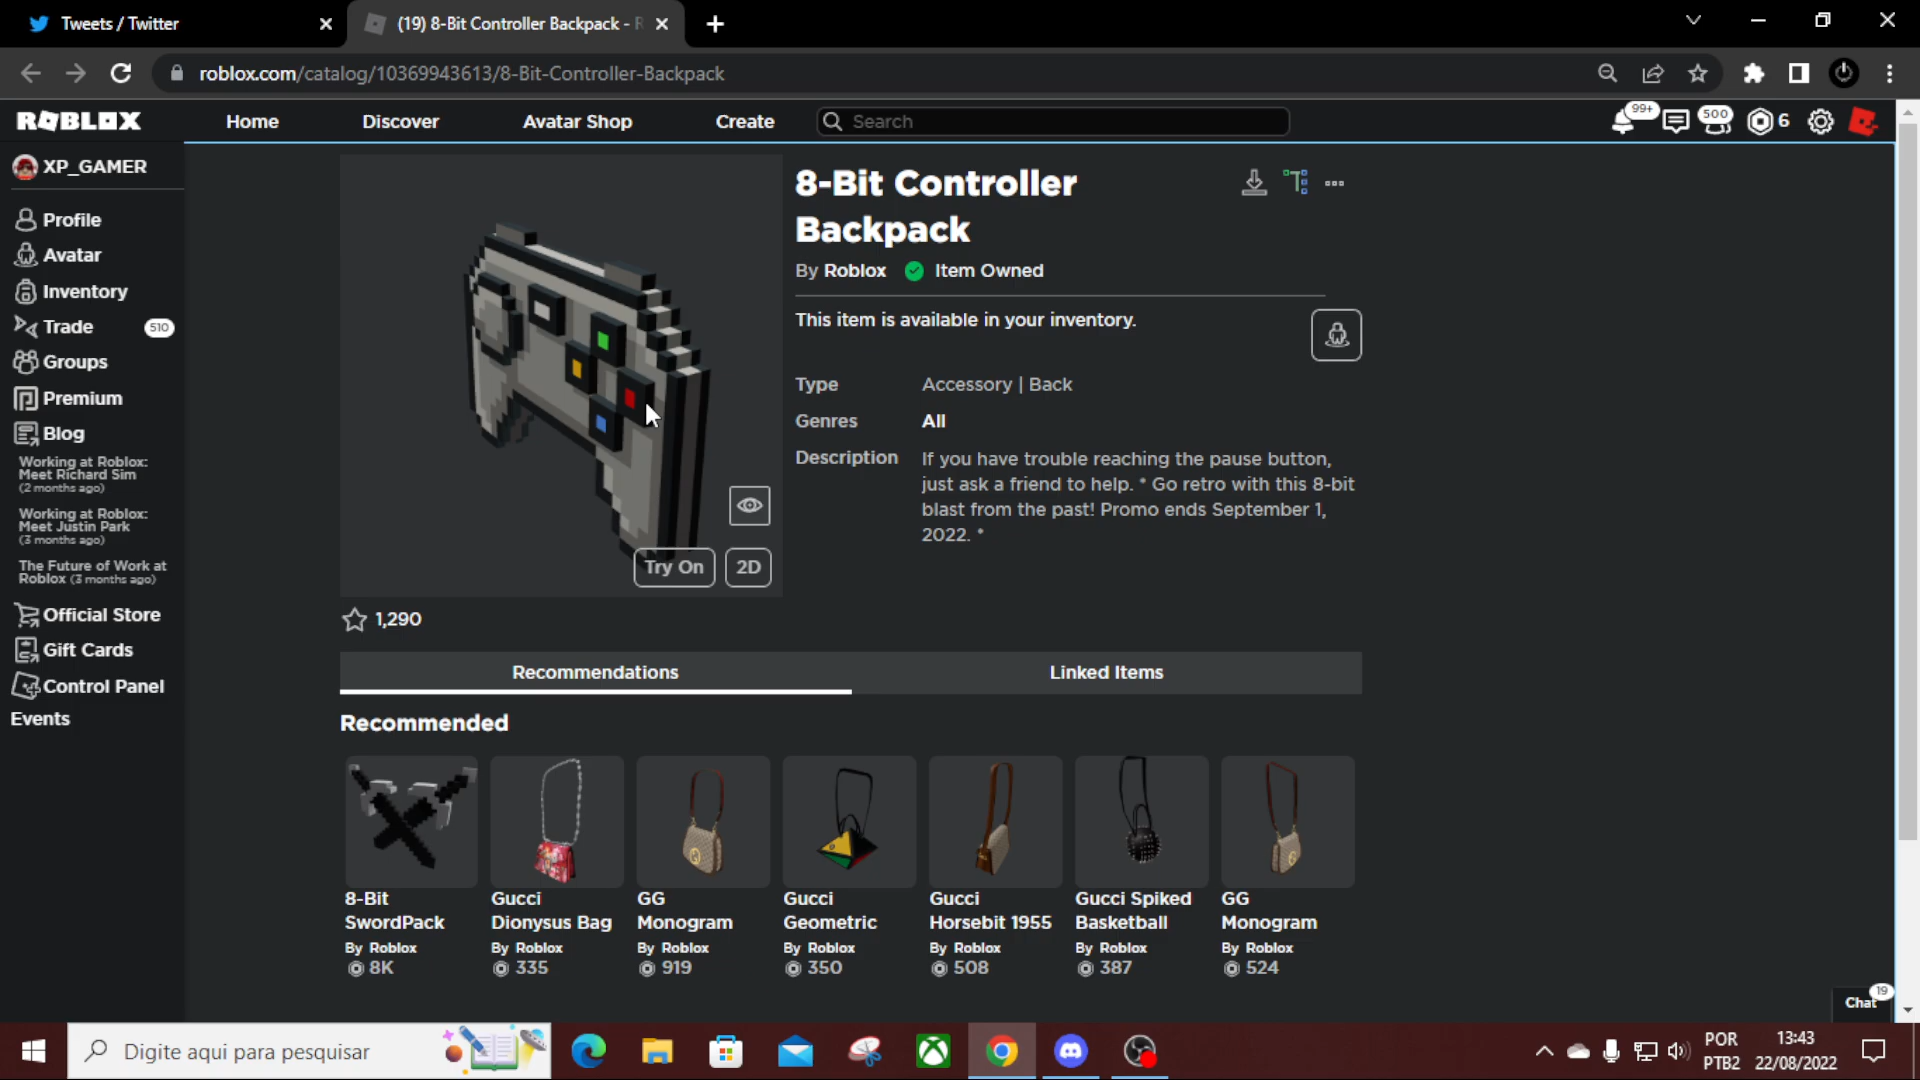 Tweets / Twitter
(19) 8-Bit Controller Backpack - R
roblox.com/catalog/10369943613/8-Bit-Controller-Backpack
ROBLOX
Home
Discover
Avatar Shop
Create
Search
99+
500
6
XP_GAMER
Profile
Avatar
Inventory
Trade
510
Groups
Premium
Blog
Working at Roblox:
Meet Richard Sim
(2 months ago)
Working at Roblox:
Meet Justin Park
(3 months ago)
The Future of Work at
Roblox (3 months ago)
Official Store
Gift Cards
Control Panel
Events
Try On
2D
1,290
8-Bit Controller
Backpack
By Roblox
Item Owned
This item is available in your inventory.
Type
Accessory | Back
Genres
All
Description
If you have trouble reaching the pause button,
just ask a friend to help. * Go retro with this 8-bit
blast from the past! Promo ends September 1,
2022. *
Recommendations
Linked Items
Recommended
8-Bit
SwordPack
By Roblox
8K
Gucci
Dionysus Bag
By Roblox
335
GG
Monogram
By Roblox
919
Gucci
Geometric
By Roblox
350
Gucci
Horsebit 1955
By Roblox
508
Gucci Spiked
Basketball
By Roblox
387
GG
Monogram
By Roblox
524
Chat
19
Digite aqui para pesquisar
POR
PTB2
13:43
22/08/2022